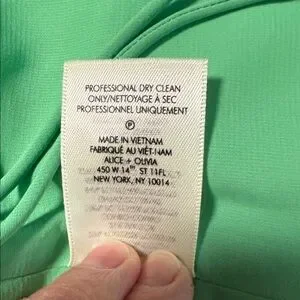 PROFESSIONAL DRY CLEAN
ONLY/NETTOYAGE À SEC
PROFESSIONNEL UNIQUEMENT
P
MADE IN VIETNAM
FABRIQUÉ AU VIÊT-NAM
ALICE + OLIVIA
450 W 14TH ST 11FL
NEW YORK, NY, 10014